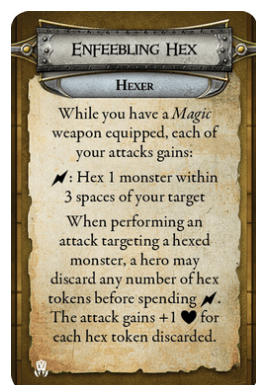 Enfeebling Hex
Hexer
While you have a Magic
weapon equipped, each of
your attacks gains:
: Hex 1 monster within
3 spaces of your target
When performing an
attack targeting a hexed
monster, a hero may
discard any number of hex
tokens before spending .
The attack gains +1 ♥ for
each hex token discarded.